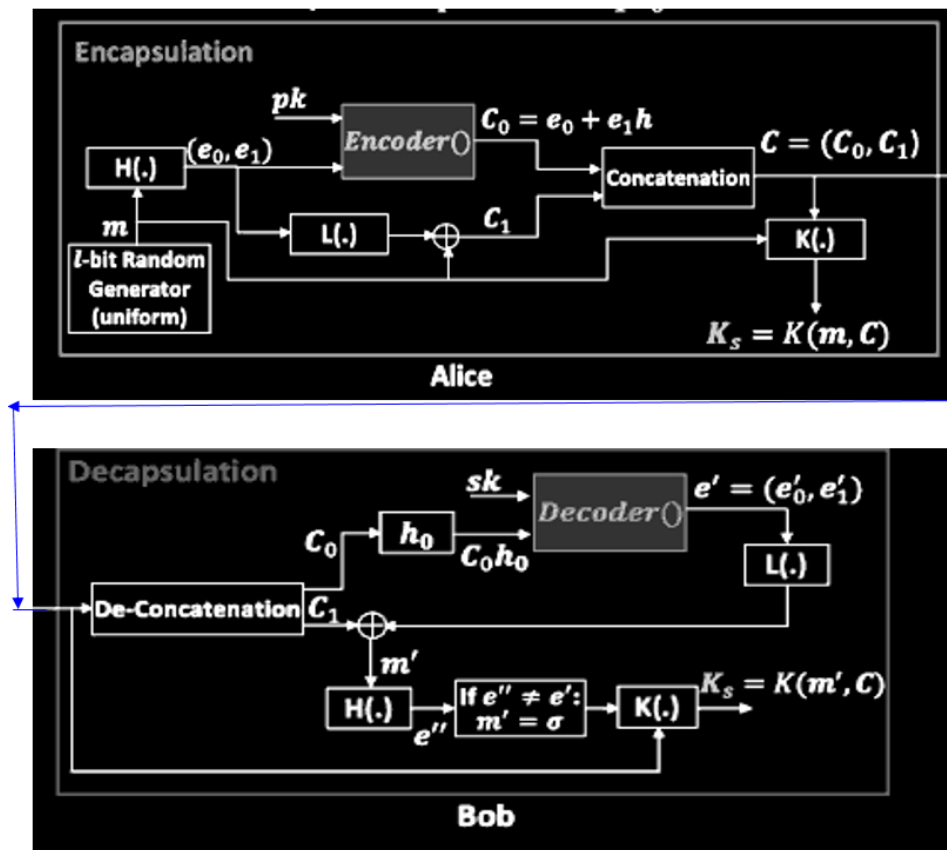 Encapsulation
pk
Encoder()
C₀ = e₀ + e₁h
C = (C₀, C₁)
H(.)
(e₀, e₁)
Concatenation
m
L(.)
C₁
K(.)
l-bit Random
Generator
(uniform)
Kₛ = K(m, C)
Alice
Decapsulation
sk
Decoder()
e′ = (e′₀, e′₁)
C₀
h₀
C₀h₀
L(.)
De-Concatenation
C₁
m′
H(.)
e′′
If e′′ ≠ e′:
m′ = σ
K(.)
Kₛ = K(m′, C)
Bob